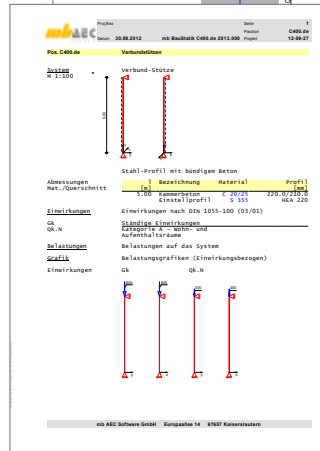 mb AEC
Proj.Bez Seite 1
Position C400.de
Datum 30.09.2012 mb BauStatik C400.de 2013.000 Projekt 12-09-27
Pos. C400.de Verbundstützen
System Verbund-Stütze
M 1:100
Stahl-Profil mit bündigem Beton
Abmessungen l Bezeichnung Material Profil
Mat./Querschnitt [m] [mm]
5.00 Kammerbeton C 20/25 220.0/210.0
Einstellprofil S 355 HEA 220
Einwirkungen Einwirkungen nach DIN 1055-100 (03/01)
Gk Ständige Einwirkungen
Qk.N Kategorie A - Wohn- und
Aufenthaltsräume
Belastungen Belastungen auf das System
Grafik Belastungsgrafiken (Einwirkungsbezogen)
Einwirkungen Gk Qk.N
mb AEC Software GmbH Europaallee 14 67657 Kaiserslautern